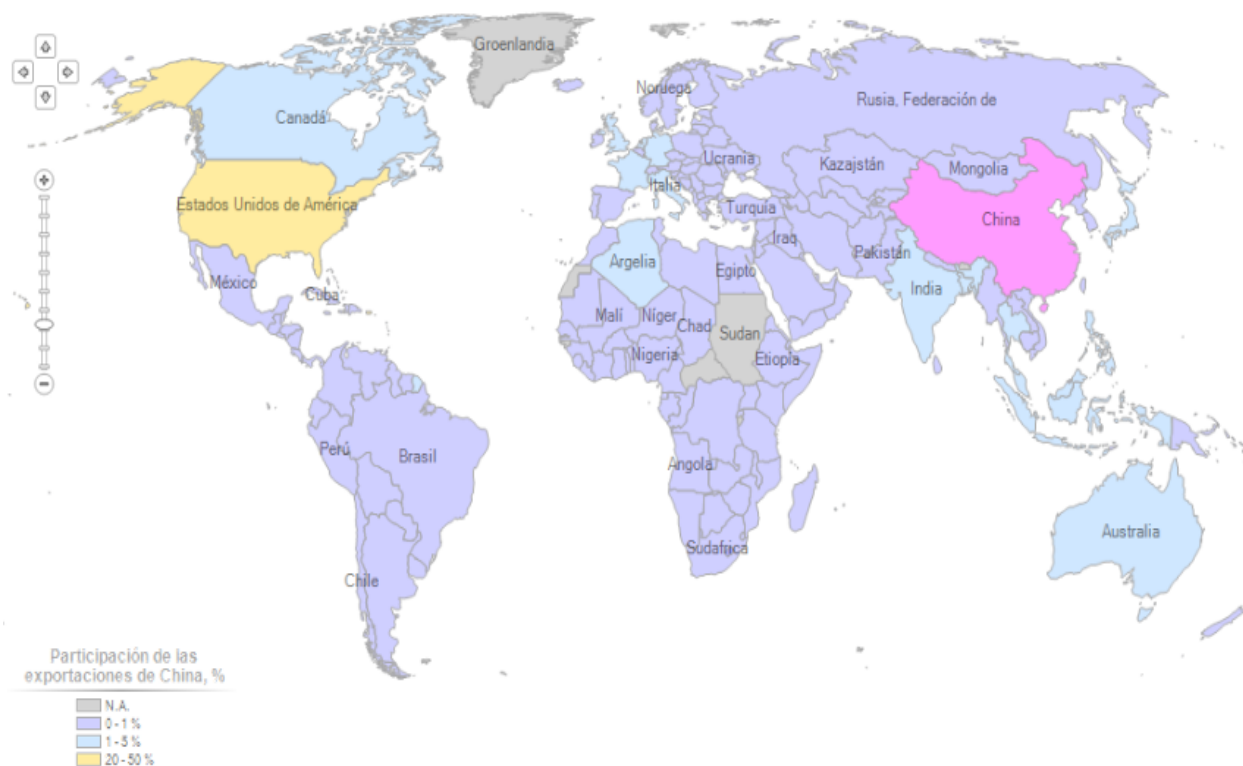 Groenlandia
Noruega
Rusia, Federación de
Canadá
Ucrania
Kazajstán
Mongolia
Italia
Estados Unidos de América
Turquia
China
Iraq
Pakistán
Argelia
Egipto
India
México
Cuba
Malí
Níger
Chad
Sudan
Nigeria
Etiopía
Perú
Brasil
Angola
Australia
Sudafrica
Chile
Participación de las
exportaciones de China, %
N.A.
0 - 1 %
1 - 5 %
20 - 50 %